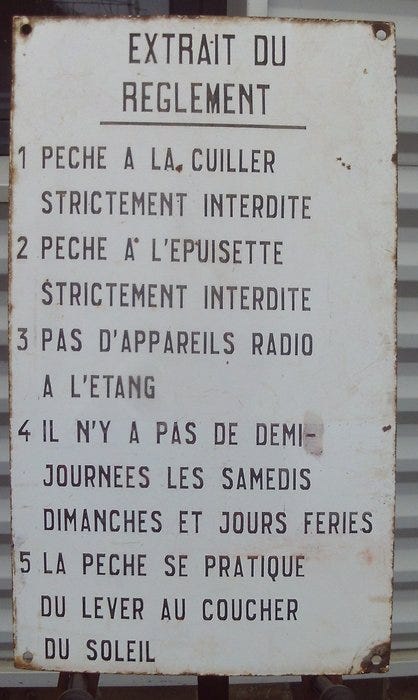 EXTRAIT DU
REGLEMENT
1 PECHE A LA CUILLER
STRICTEMENT INTERDITE
2 PECHE A L'EPUISETTE
STRICTEMENT INTERDITE
3 PAS D'APPAREILS RADIO
A L'ETANG
4 IL N'Y A PAS DE DEMI-
JOURNEES LES SAMEDIS
DIMANCHES ET JOURS FERIES
5 LA PECHE SE PRATIQUE
DU LEVER AU COUCHER
DU SOLEIL